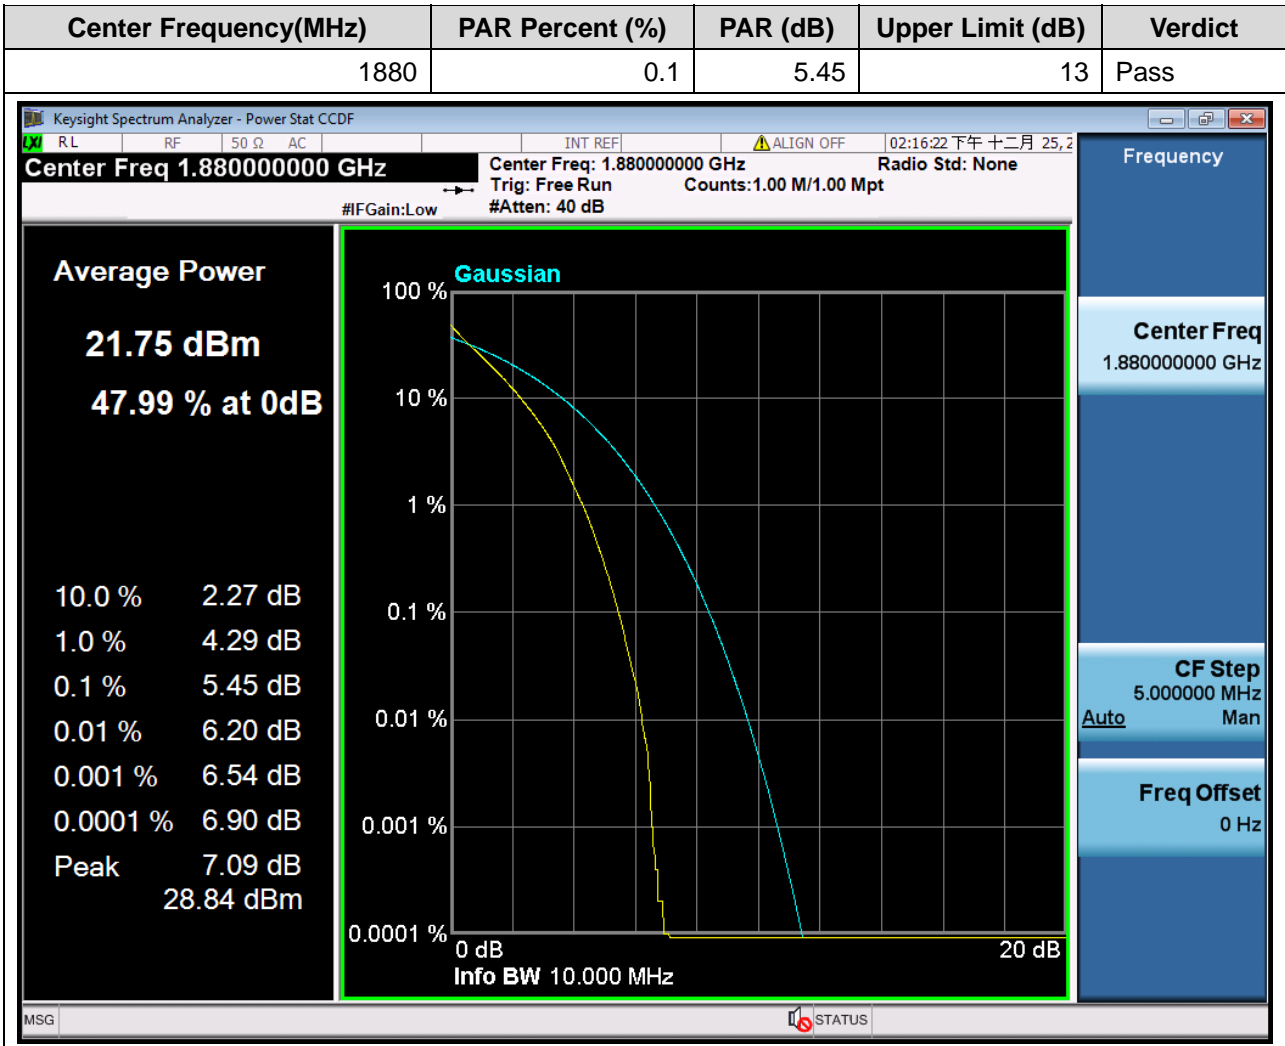 Center Frequency(MHz) PAR Percent (%) PAR (dB) Upper Limit (dB) Verdict
1880 0.1 5.45 13 Pass
Keysight Spectrum Analyzer - Power Stat CCDF
LXI RL RF 50 Ω AC INT REF ALIGN OFF 02:16:22 下午 十二月 25, 2
Center Freq 1.880000000 GHz
Center Freq: 1.880000000 GHz Radio Std: None
Trig: Free Run Counts:1.00 M/1.00 Mpt
#IFGain:Low #Atten: 40 dB
Average Power
21.75 dBm
47.99 % at 0dB
10.0 % 2.27 dB
1.0 % 4.29 dB
0.1 % 5.45 dB
0.01 % 6.20 dB
0.001 % 6.54 dB
0.0001 % 6.90 dB
Peak 7.09 dB
28.84 dBm
Gaussian
100 %
10 %
1 %
0.1 %
0.01 %
0.001 %
0.0001 %
0 dB 20 dB
Info BW 10.000 MHz
Frequency
Center Freq
1.880000000 GHz
CF Step
5.000000 MHz
Auto Man
Freq Offset
0 Hz
MSG STATUS